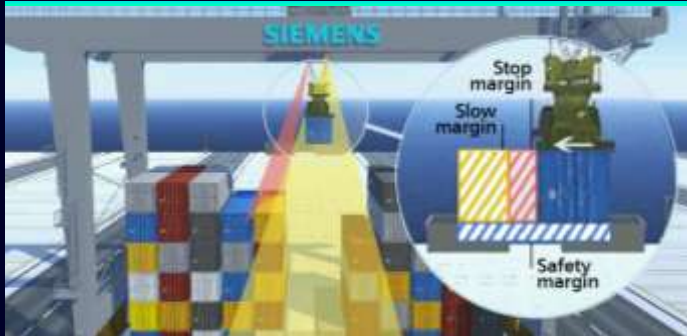 SIEMENS
Stop
margin
Slow
margin
Safety
margin